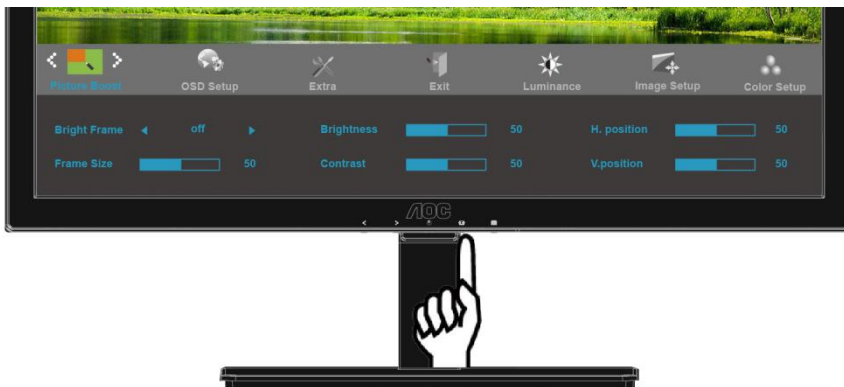 Picture Boost OSD Setup Extra Exit Luminance Image Setup Color Setup
Bright Frame off Brightness 50 H. position 50
Frame Size 50 Contrast 50 V.position 50
AOC